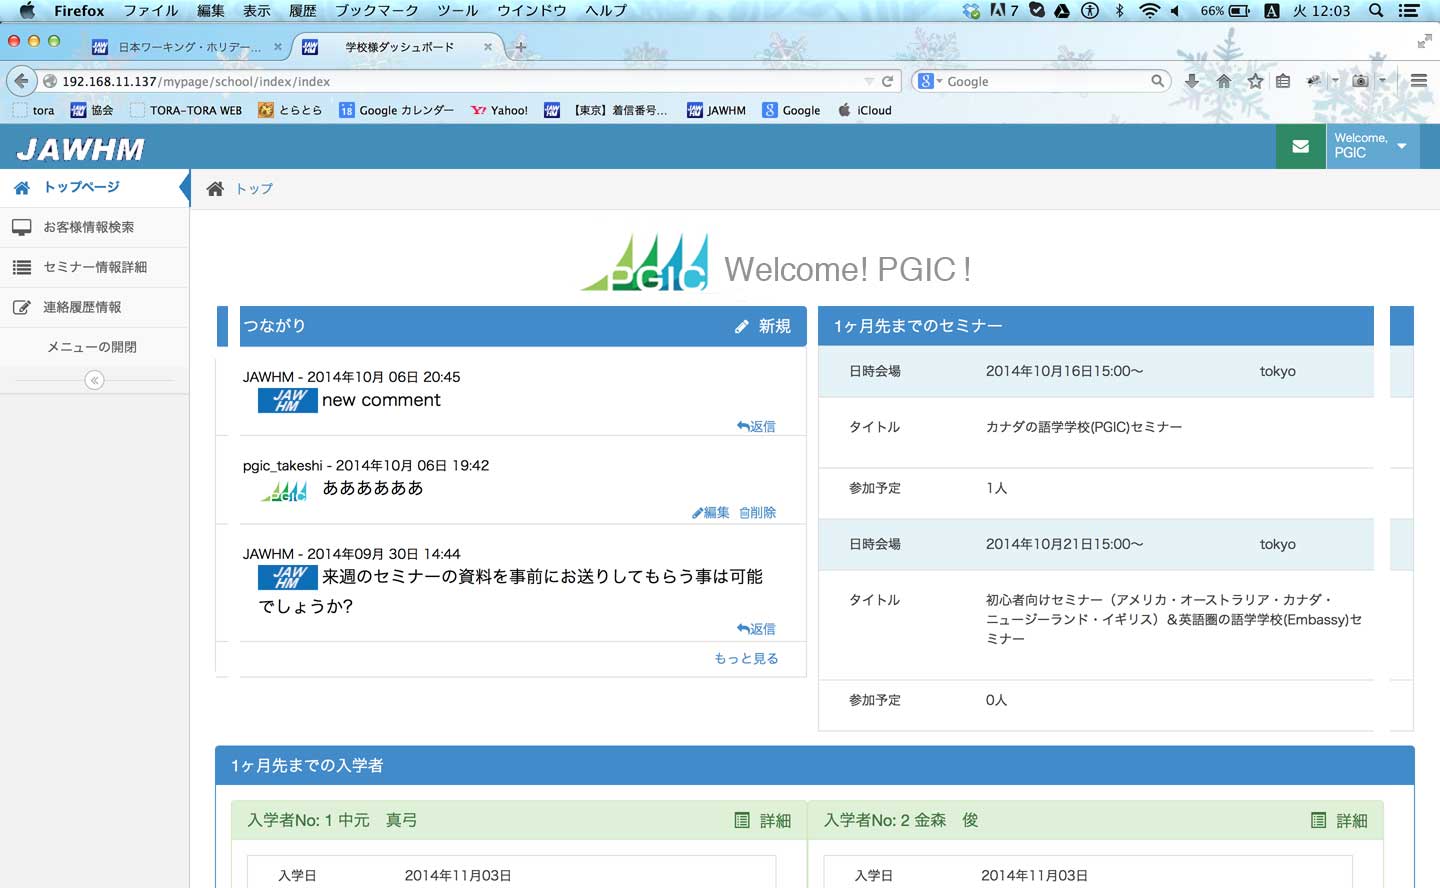 Firefox ファイル 編集 表示 履歴 ブックマーク ツール ウインドウ ヘルプ 7 66% A 火 12:03
日本ワーキング・ホリデー... 学校様ダッシュボード
192.168.11.137/mypage/school/index/index Google
tora 協会 TORA-TORA WEB とらとら 18 Google カレンダー Yahoo! 【東京】着信番号... JAWHM Google iCloud
JAWHM
Welcome,
PGIC
トップページ
トップ
お客様情報検索
セミナー情報詳細
連絡履歴情報
メニューの開閉
PGIC Welcome! PGIC !
つながり 新規
JAWHM - 2014年10月 06日 20:45
JAW HM new comment
返信
pgic_takeshi - 2014年10月 06日 19:42
PGIC ああああああ
編集 削除
JAWHM - 2014年09月 30日 14:44
JAW HM 来週のセミナーの資料を事前にお送りしてもらう事は可能
でしょうか?
返信
もっと見る
1ヶ月先までのセミナー
日時会場 2014年10月16日15:00〜 tokyo
タイトル カナダの語学学校(PGIC)セミナー
参加予定 1人
日時会場 2014年10月21日15:00〜 tokyo
タイトル 初心者向けセミナー（アメリカ・オーストラリア・カナダ・
ニュージーランド・イギリス）＆英語圏の語学学校(Embassy)セ
ミナー
参加予定 0人
1ヶ月先までの入学者
入学者No: 1 中元　真弓 詳細
入学日 2014年11月03日
入学者No: 2 金森　俊 詳細
入学日 2014年11月03日